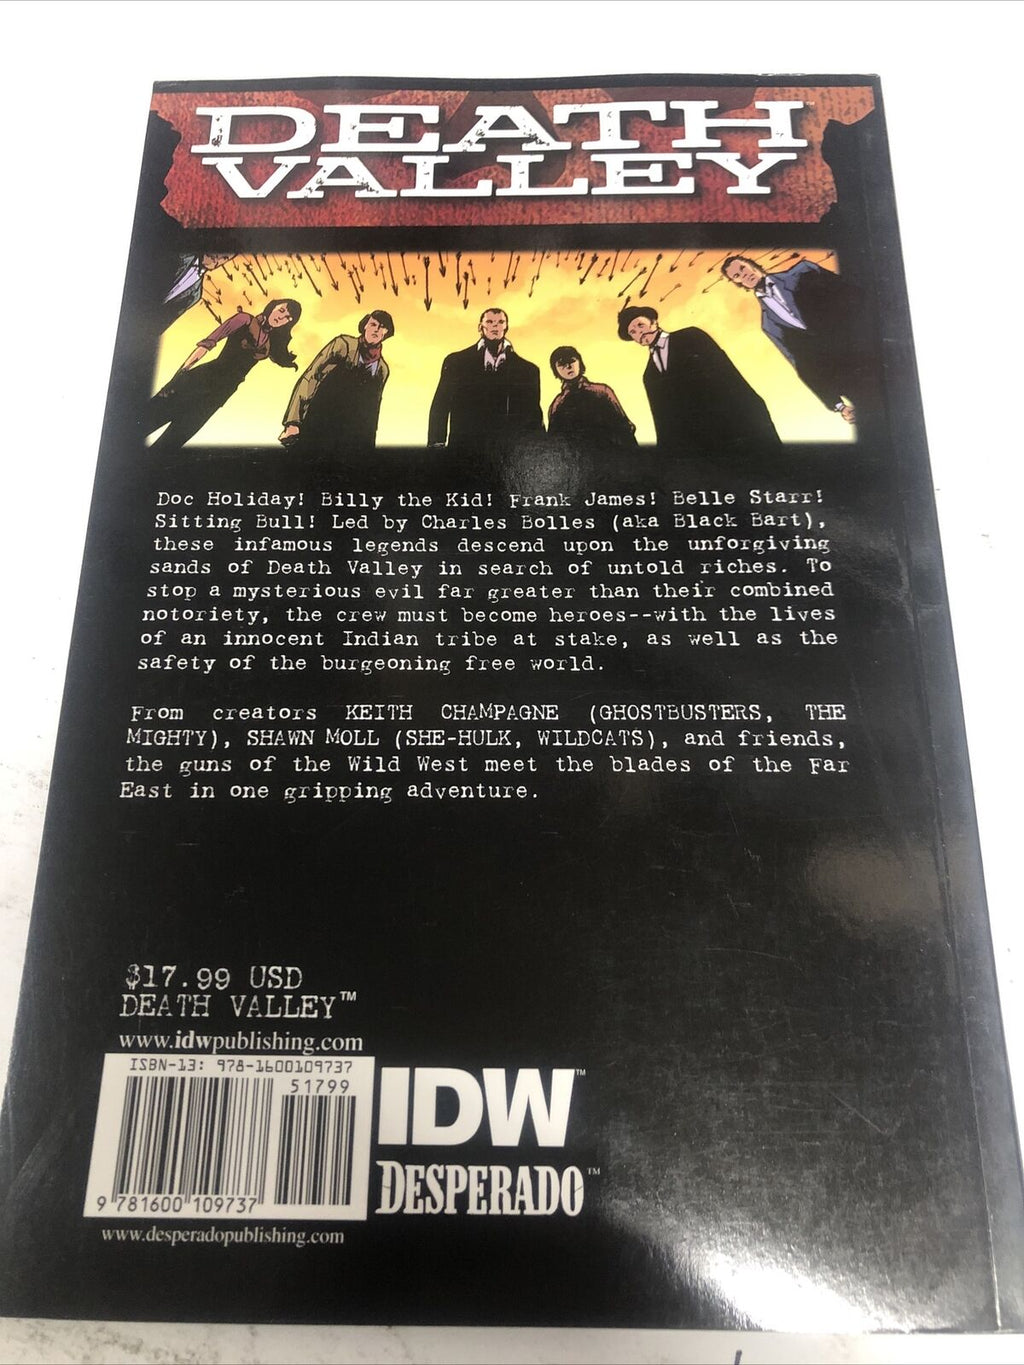 DEATH
VALLEY
Doc Holiday! Billy the Kid! Frank James! Belle Starr!
Sitting Bull! Led by Charles Bolles (aka Black Bart),
these infamous legends descend upon the unforgiving
sands of Death Valley in search of untold riches. To
stop a mysterious evil far greater than their combined
notoriety, the crew must become heroes--with the lives
of an innocent Indian tribe at stake, as well as the
safety of the burgeoning free world.
From creators KEITH CHAMPAGNE (GHOSTBUSTERS, THE
MIGHTY), SHAWN MOLL (SHE-HULK, WILDCATS), and friends,
the guns of the Wild West meet the blades of the Far
East in one gripping adventure.
$17.99 USD
DEATH VALLEY™
www.idwpublishing.com
ISBN-13: 978-1600109737
51799
9 781600 109737
IDW™
DESPERADO™
www.desperadopublishing.com